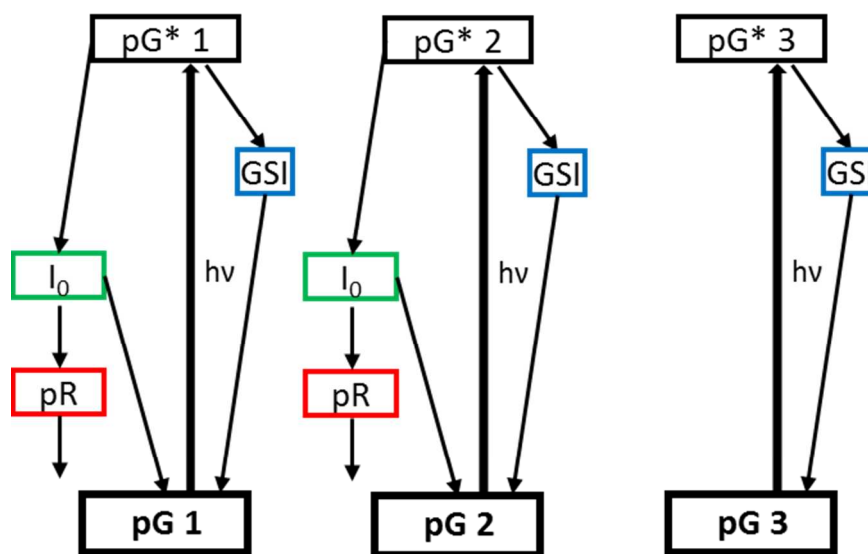 pG* 1
pG* 2
pG* 3
GSI
GSI
GS
I₀
hν
I₀
hν
hν
pR
pR
pG 1
pG 2
pG 3